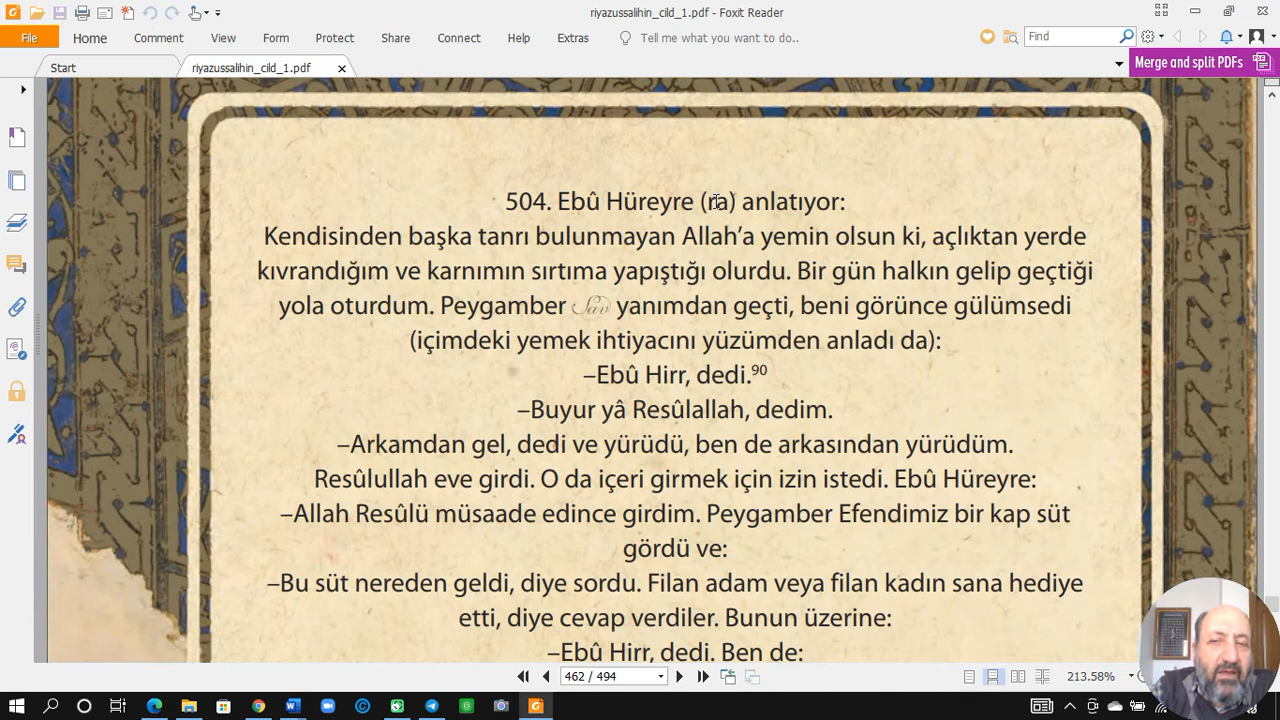 riyazussalihin_cild_1.pdf - Foxit Reader
File Home Comment View Form Protect Share Connect Help Extras Tell me what you want to do.. Find
Start riyazussalihin_cild_1.pdf Merge and split PDFs
504. Ebû Hüreyre (ra) anlatıyor:
Kendisinden başka tanrı bulunmayan Allah’a yemin olsun ki, açlıktan yerde
kıvrandığım ve karnımın sırtıma yapıştığı olurdu. Bir gün halkın gelip geçtiği
yola oturdum. Peygamber Sav yanımdan geçti, beni görünce gülümsedi
(içimdeki yemek ihtiyacını yüzümden anladı da):
–Ebû Hirr, dedi.⁹⁰
–Buyur yâ Resûlallah, dedim.
–Arkamdan gel, dedi ve yürüdü, ben de arkasından yürüdüm.
Resûlullah eve girdi. O da içeri girmek için izin istedi. Ebû Hüreyre:
–Allah Resûlü müsaade edince girdim. Peygamber Efendimiz bir kap süt
gördü ve:
–Bu süt nereden geldi, diye sordu. Filan adam veya filan kadın sana hediye
etti, diye cevap verdiler. Bunun üzerine:
–Ebû Hirr, dedi. Ben de:
462 / 494 213.58%